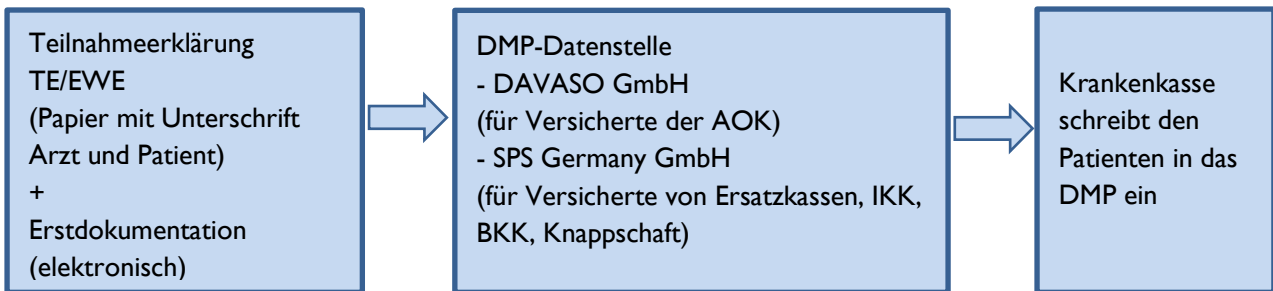 Teilnahmeerklärung
TE/EWE
(Papier mit Unterschrift
Arzt und Patient)
+
Erstdokumentation
(elektronisch)
DMP-Datenstelle
- DAVASO GmbH
(für Versicherte der AOK)
- SPS Germany GmbH
(für Versicherte von Ersatzkassen, IKK,
BKK, Knappschaft)
Krankenkasse
schreibt den
Patienten in das
DMP ein